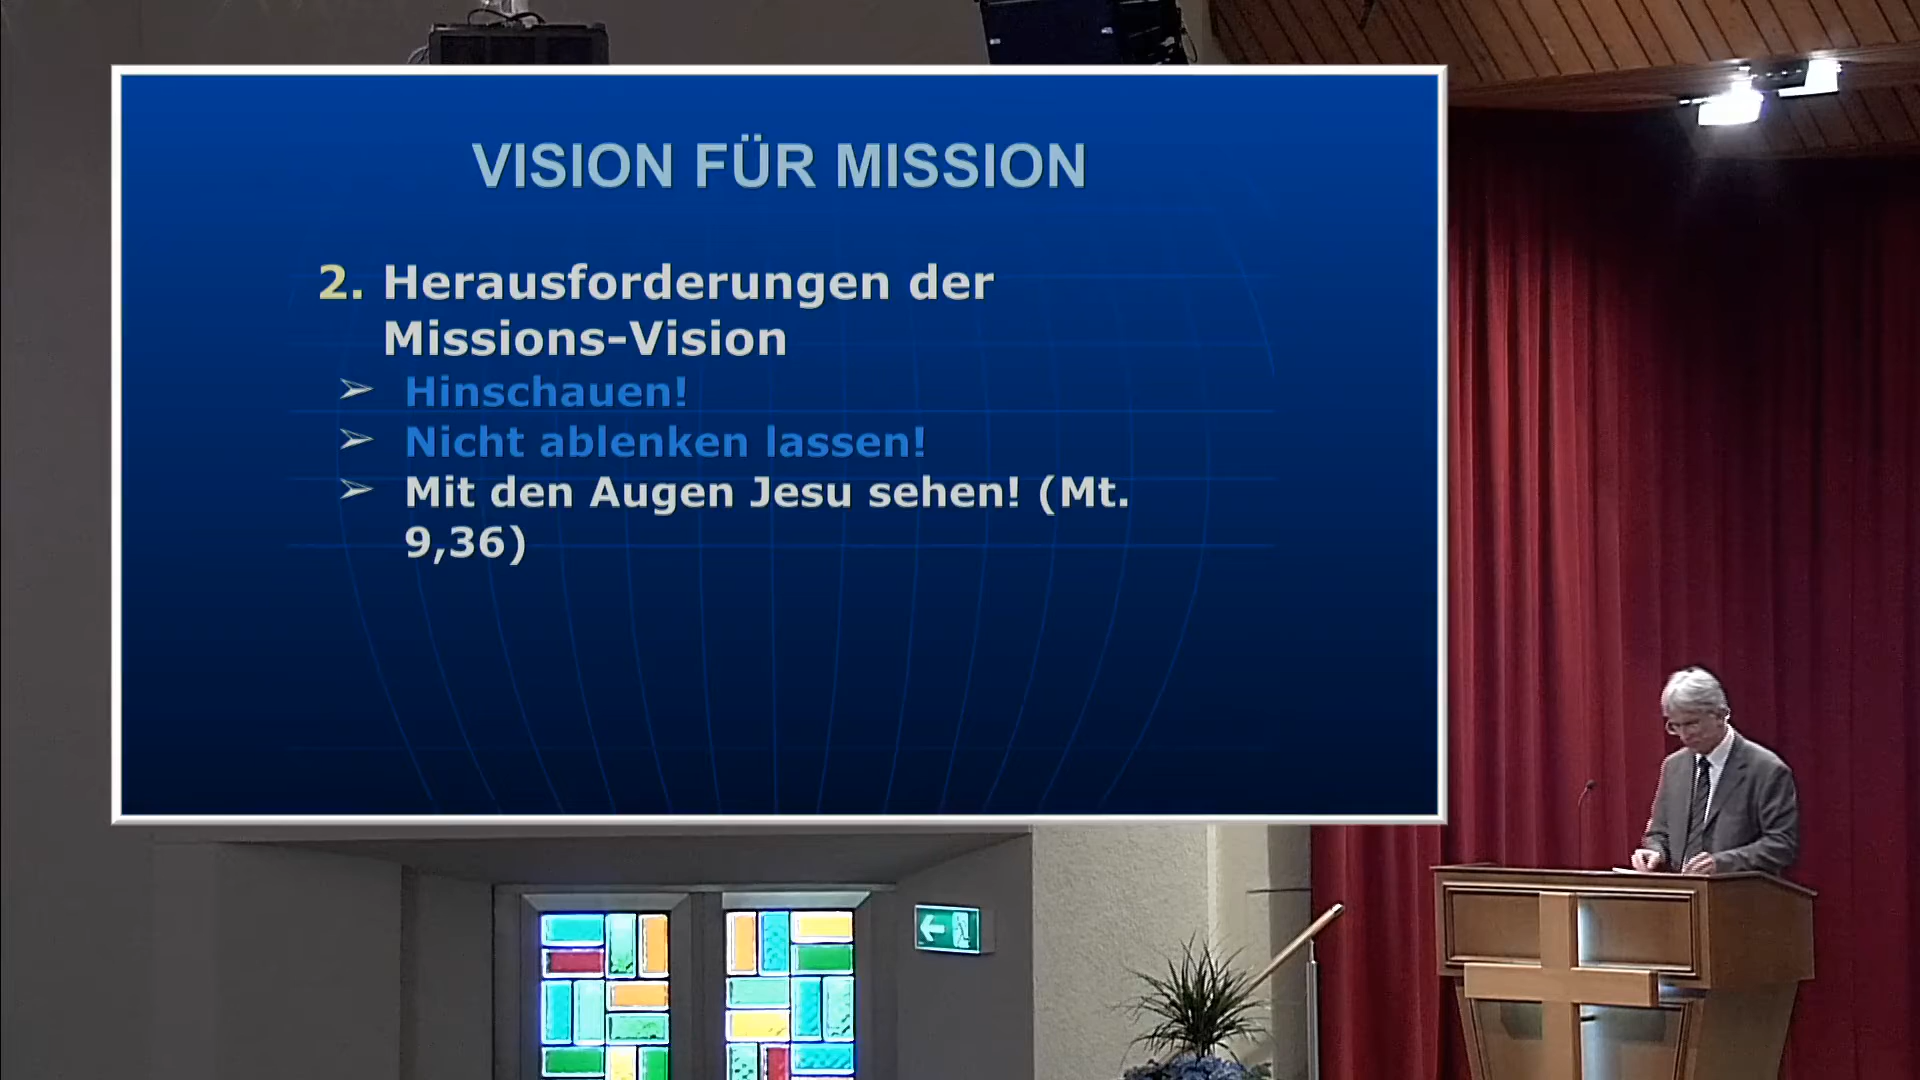 VISION FÜR MISSION
2. Herausforderungen der
Missions-Vision
➢ Hinschauen!
➢ Nicht ablenken lassen!
➢ Mit den Augen Jesu sehen! (Mt.
9,36)